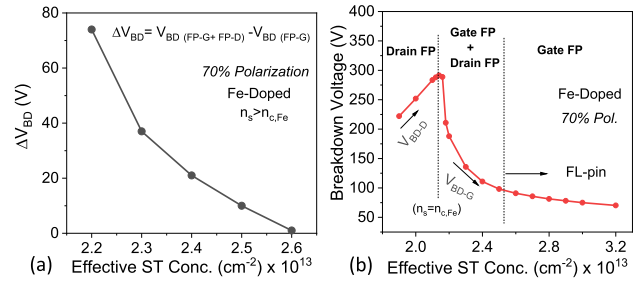 80
60
40
20
0
ΔV_BD (V)
ΔV_BD = V_BD (FP-G+ FP-D) -V_BD (FP-G)
70% Polarization
Fe-Doped
n_s>n_c,Fe
2.2 2.3 2.4 2.5 2.6
(a) Effective ST Conc. (cm⁻²) x 10¹³
400
350
300
250
200
150
100
50
0
Breakdown Voltage (V)
Drain FP
Gate FP
+
Drain FP
Gate FP
Fe-Doped
70% Pol.
V_BD-D
V_BD-G
FL-pin
(n_s=n_c,Fe)
2.0 2.4 2.8 3.2
(b) Effective ST Conc. (cm⁻²) x 10¹³